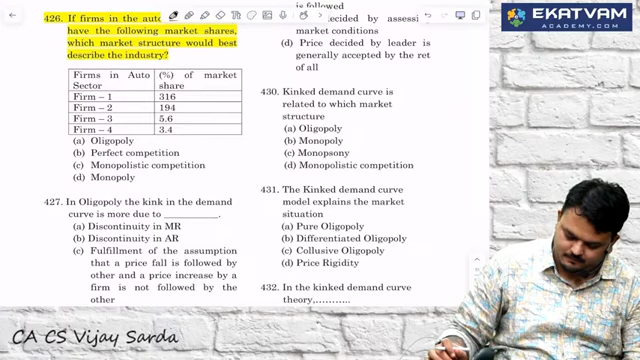 426. If firms in the auto
have the following market shares,
which market structure would best
describe the industry?
Firms in Auto Sector (%) of market share
Firm – 1 316
Firm – 2 194
Firm – 3 5.6
Firm – 4 3.4
(a) Oligopoly
(b) Perfect competition
(c) Monopolistic competition
(d) Monopoly
427. In Oligopoly the kink in the demand
curve is more due to __________.
(a) Discontinuity in MR
(b) Discontinuity in AR
(c) Fulfillment of the assumption
that a price fall is followed by
other and a price increase by a
firm is not followed by the
other
is followed
decided by assessi
market conditions
(d) Price decided by leader is
generally accepted by the ret
of all
430. Kinked demand curve is
related to which market
structure
(a) Oligopoly
(b) Monopoly
(c) Monopsony
(d) Monopolistic competition
431. The Kinked demand curve
model explains the market
situation
(a) Pure Oligopoly
(b) Differentiated Oligopoly
(c) Collusive Oligopoly
(d) Price Rigidity
432. In the kinked demand curve
theory,..........
EKATVAM
ACADEMY.COM
CA CS Vijay Sarda